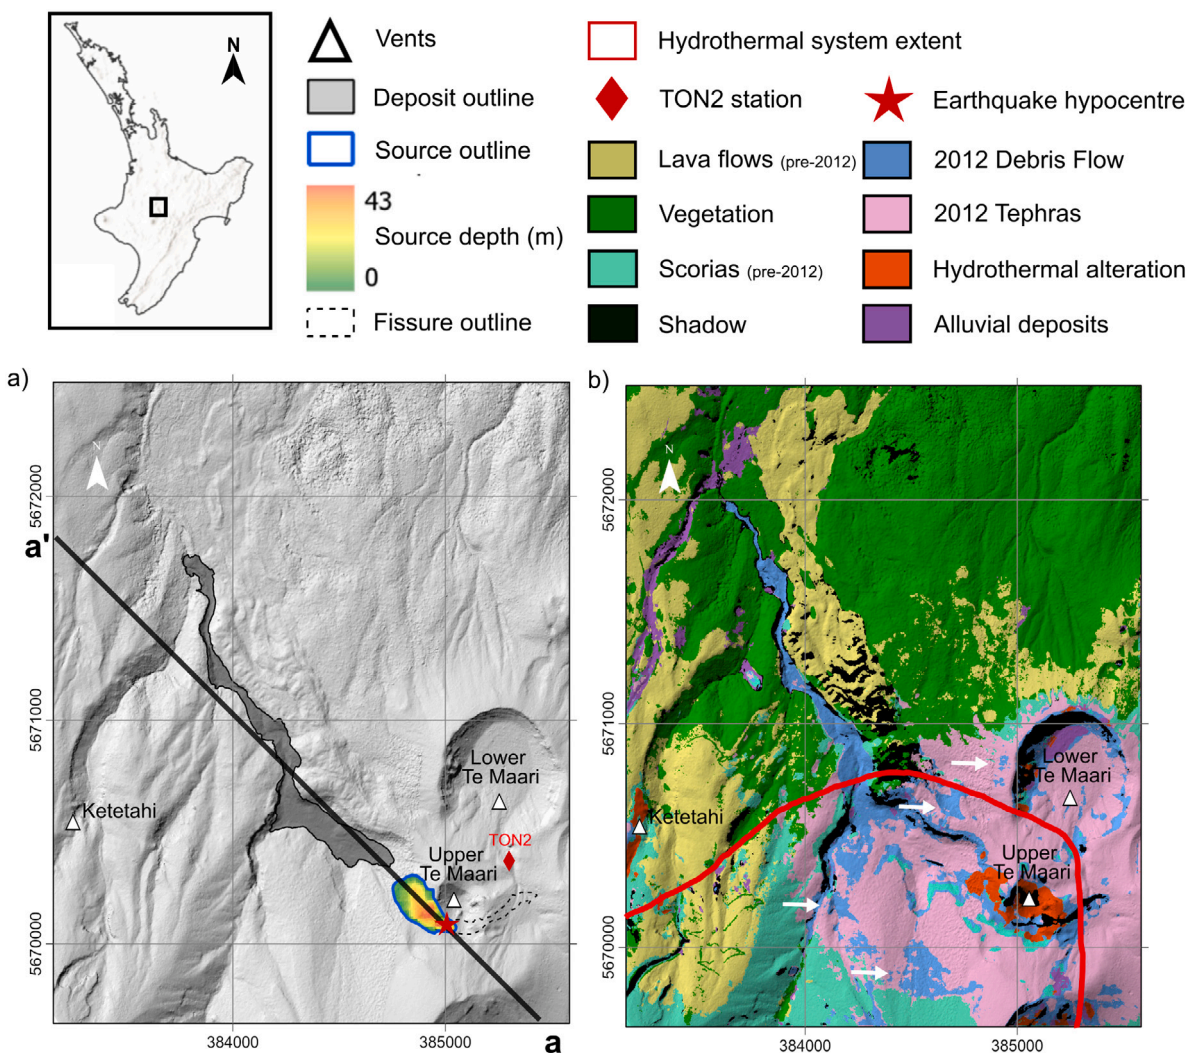 N
Vents
Deposit outline
Source outline
43
Source depth (m)
0
Fissure outline
Hydrothermal system extent
TON2 station
Earthquake hypocentre
Lava flows (pre-2012)
2012 Debris Flow
Vegetation
2012 Tephras
Scorias (pre-2012)
Hydrothermal alteration
Shadow
Alluvial deposits
a)
N
5672000
5671000
5670000
a'
Ketetahi
Lower
Te Maari
TON2
Upper
Te Maari
384000
385000
a
b)
N
5672000
5671000
5670000
Ketetahi
Lower
Te Maari
Upper
Te Maari
384000
385000